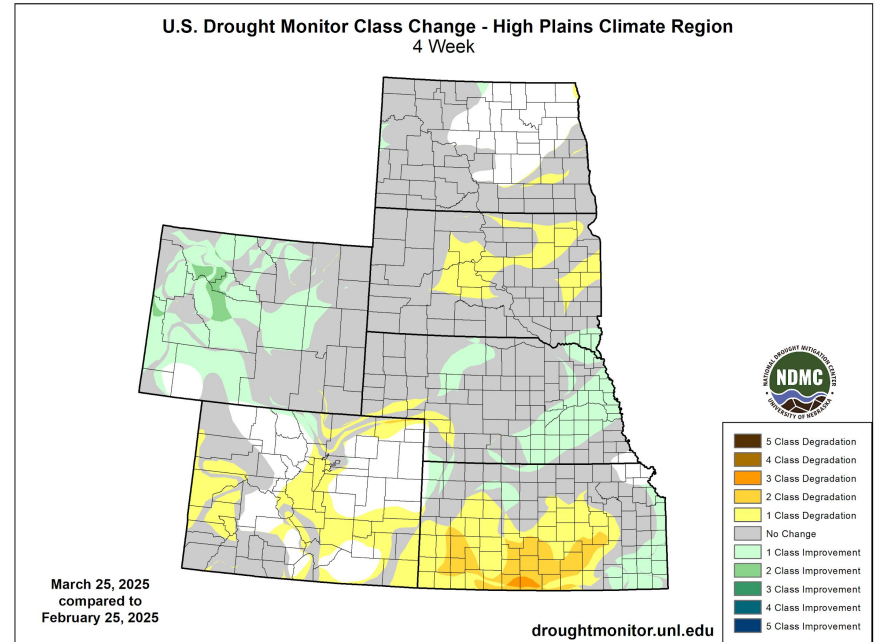 U.S. Drought Monitor Class Change - High Plains Climate Region
4 Week
NATIONAL DROUGHT MITIGATION CENTER
NDMC
UNIVERSITY OF NEBRASKA
5 Class Degradation
4 Class Degradation
3 Class Degradation
2 Class Degradation
1 Class Degradation
No Change
1 Class Improvement
2 Class Improvement
3 Class Improvement
4 Class Improvement
5 Class Improvement
March 25, 2025
compared to
February 25, 2025
droughtmonitor.unl.edu